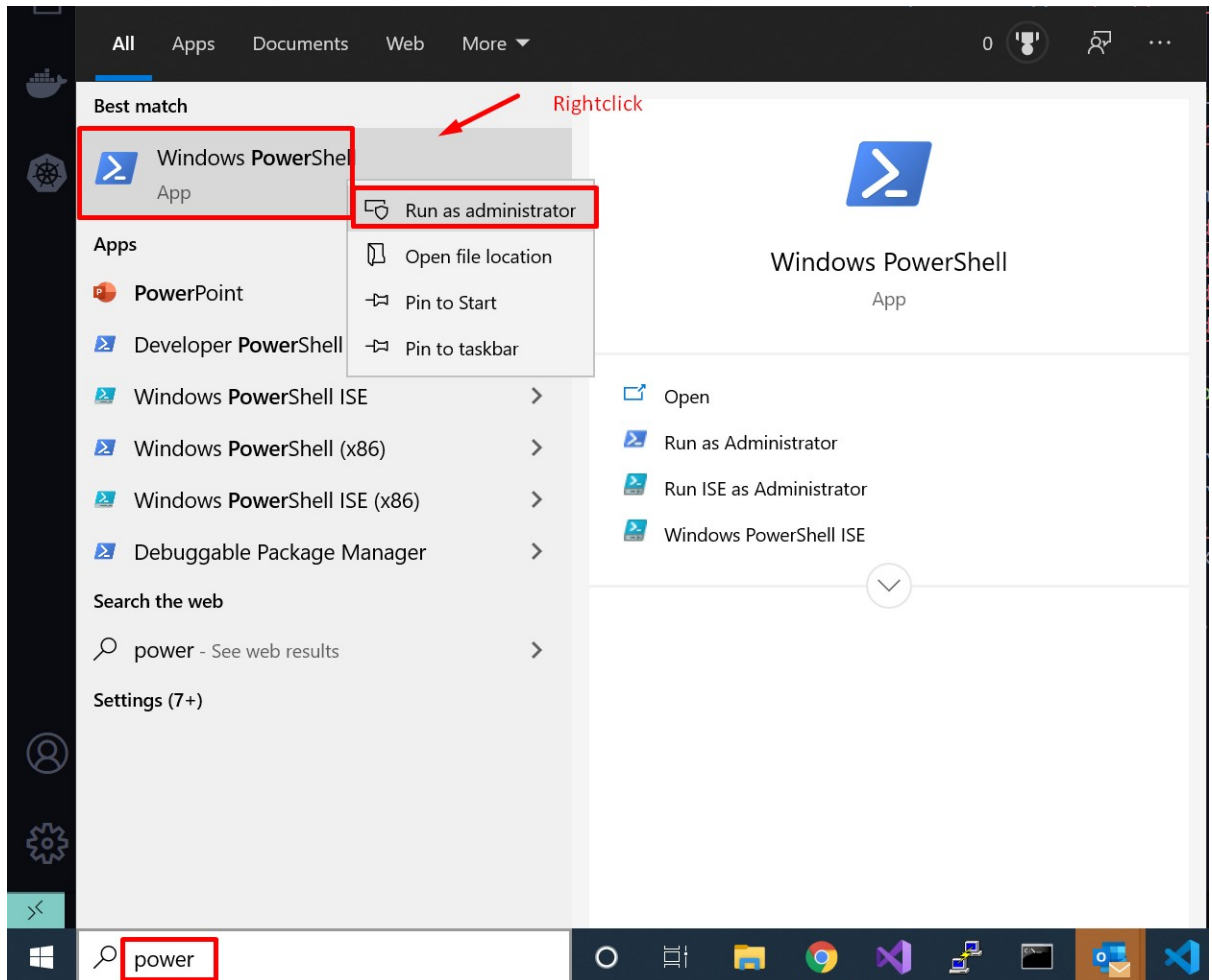 All Apps Documents Web More 0
Best match
Rightclick
Windows PowerShell
App
Run as administrator
Open file location
Pin to Start
Pin to taskbar
Apps
PowerPoint
Developer PowerShell
Windows PowerShell ISE
Windows PowerShell (x86)
Windows PowerShell ISE (x86)
Debuggable Package Manager
Search the web
power - See web results
Settings (7+)
Windows PowerShell
App
Open
Run as Administrator
Run ISE as Administrator
Windows PowerShell ISE
power